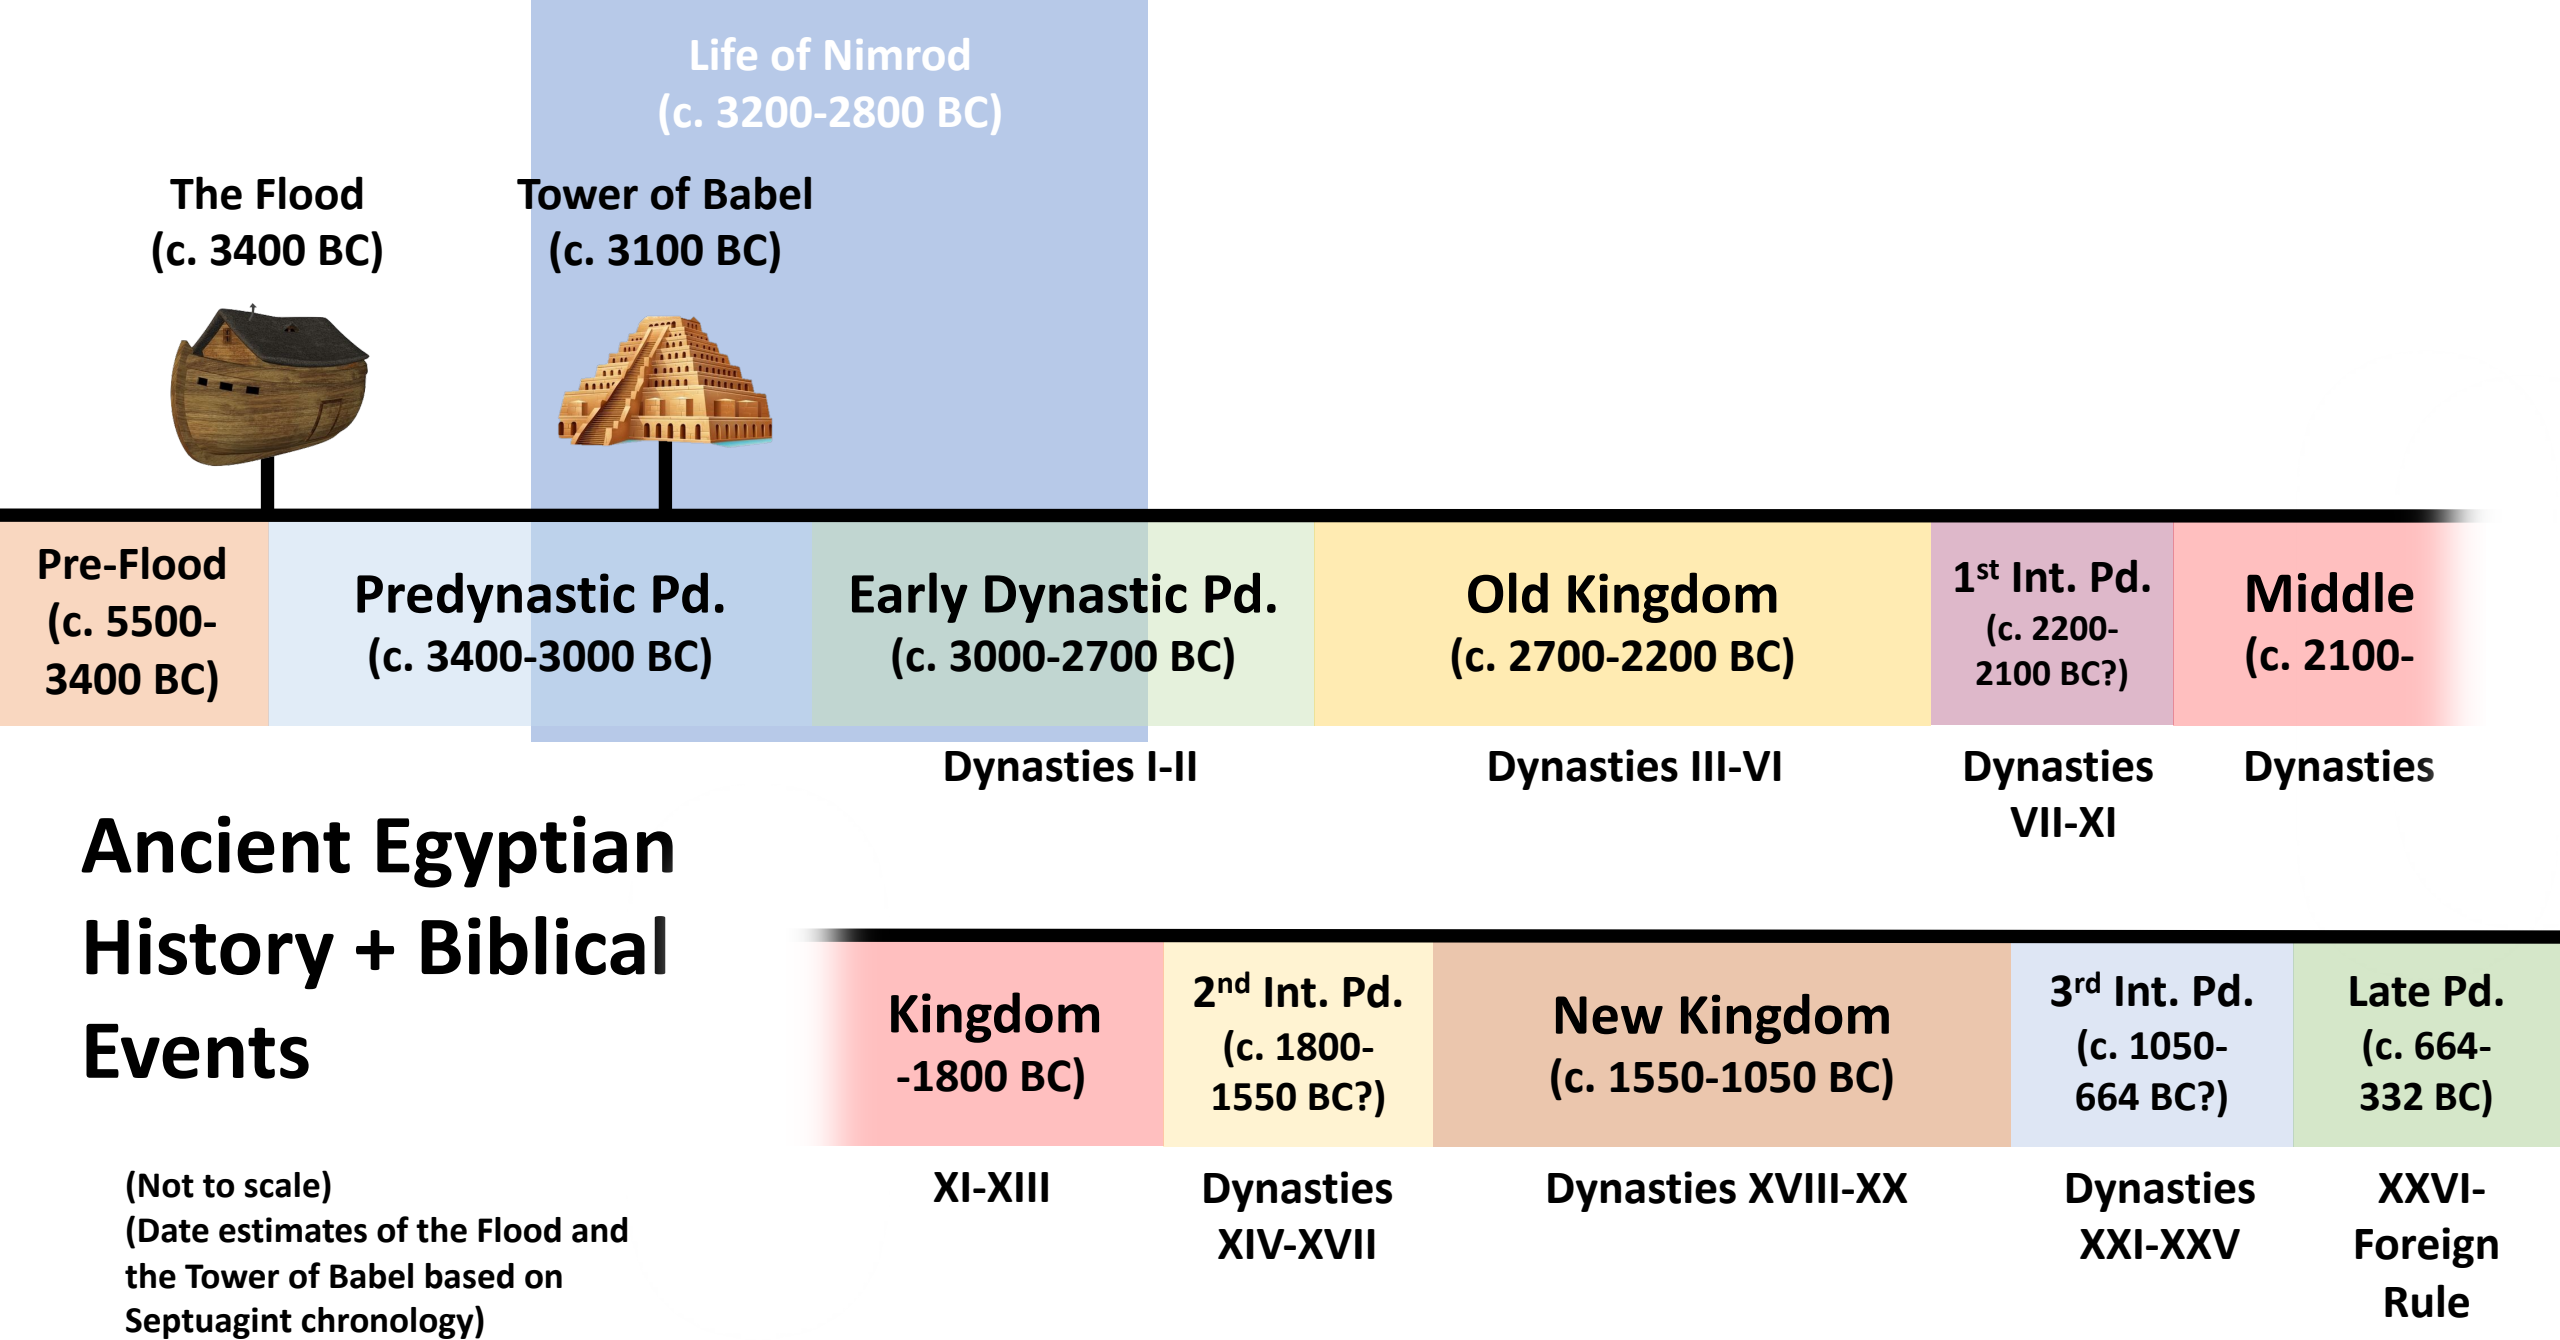 Life of Nimrod
(c. 3200-2800 BC)
The Flood
(c. 3400 BC)
Tower of Babel
(c. 3100 BC)
Pre-Flood
(c. 5500-
3400 BC)
Predynastic Pd.
(c. 3400-3000 BC)
Early Dynastic Pd.
(c. 3000-2700 BC)
Old Kingdom
(c. 2700-2200 BC)
1st Int. Pd.
(c. 2200-
2100 BC?)
Middle
(c. 2100-
Dynasties I-II
Dynasties III-VI
Dynasties
VII-XI
Dynasties
Ancient Egyptian
History + Biblical
Events
Kingdom
-1800 BC)
2nd Int. Pd.
(c. 1800-
1550 BC?)
New Kingdom
(c. 1550-1050 BC)
3rd Int. Pd.
(c. 1050-
664 BC?)
Late Pd.
(c. 664-
332 BC)
XI-XIII
Dynasties
XIV-XVII
Dynasties XVIII-XX
Dynasties
XXI-XXV
XXVI-
Foreign
Rule
(Not to scale)
(Date estimates of the Flood and
the Tower of Babel based on
Septuagint chronology)